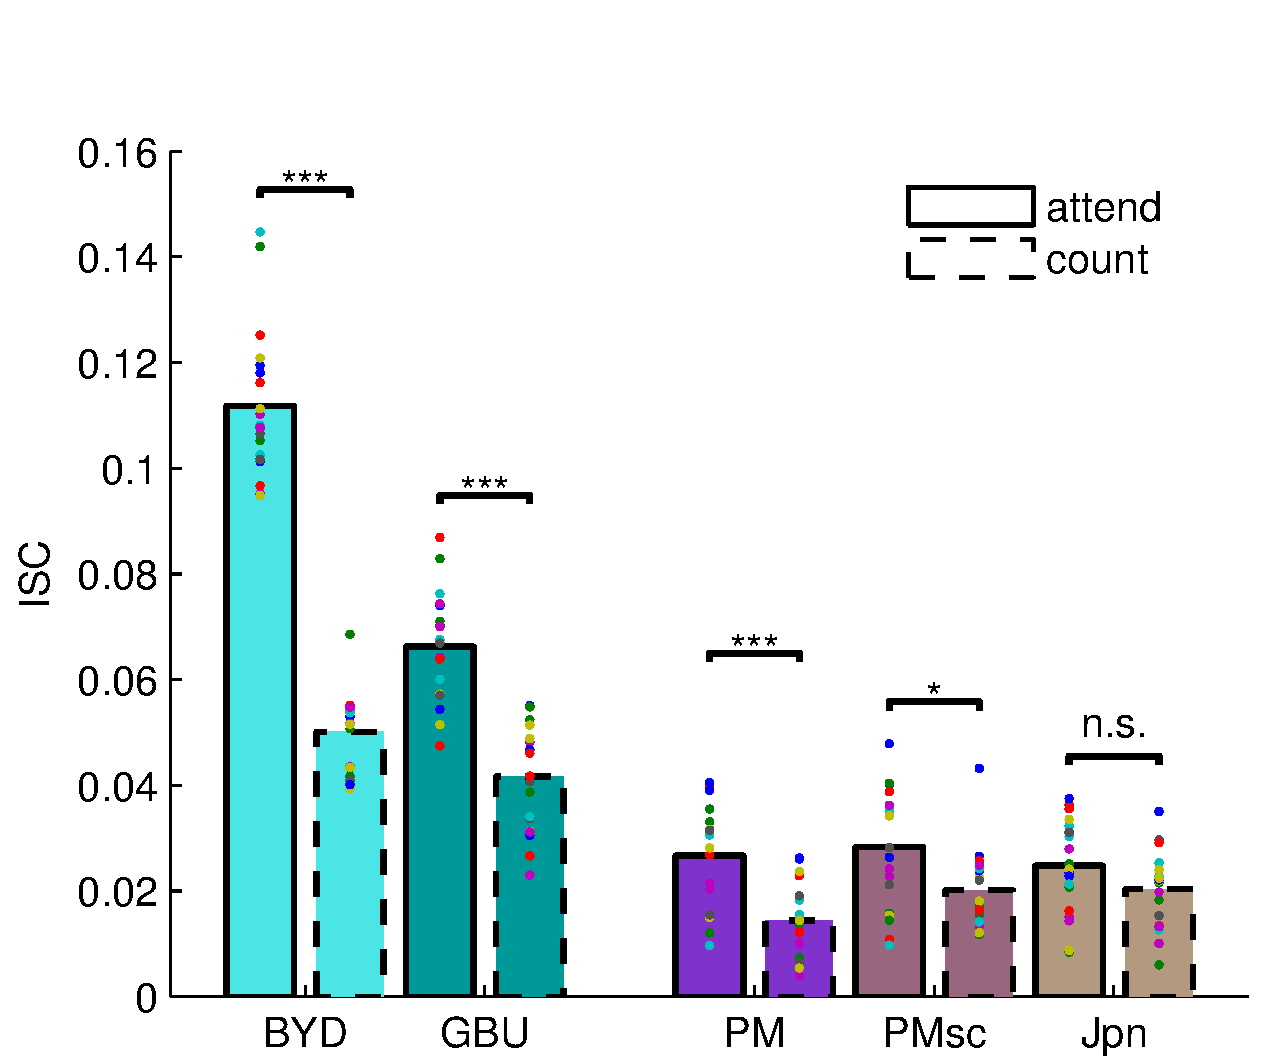 0.16
0.14
0.12
0.1
0.08
0.06
0.04
0.02
0
ISC
***
***
***
*
n.s.
attend
count
BYD
GBU
PM
PMsc
Jpn